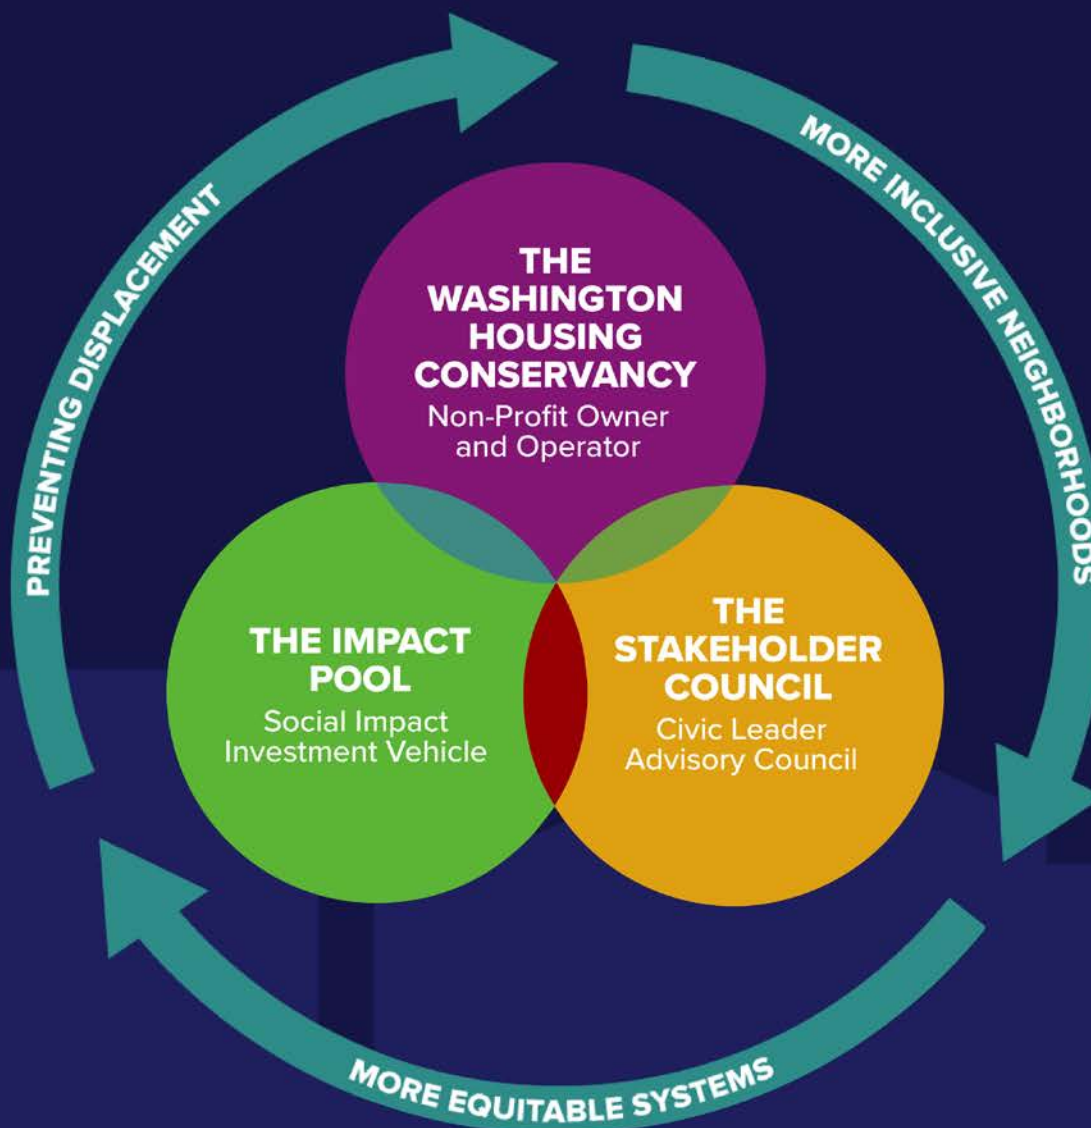 PREVENTING DISPLACEMENT
MORE INCLUSIVE NEIGHBORHOODS
THE
WASHINGTON
HOUSING
CONSERVANCY
Non-Profit Owner
and Operator
THE IMPACT
POOL
Social Impact
Investment Vehicle
THE
STAKEHOLDER
COUNCIL
Civic Leader
Advisory Council
MORE EQUITABLE SYSTEMS